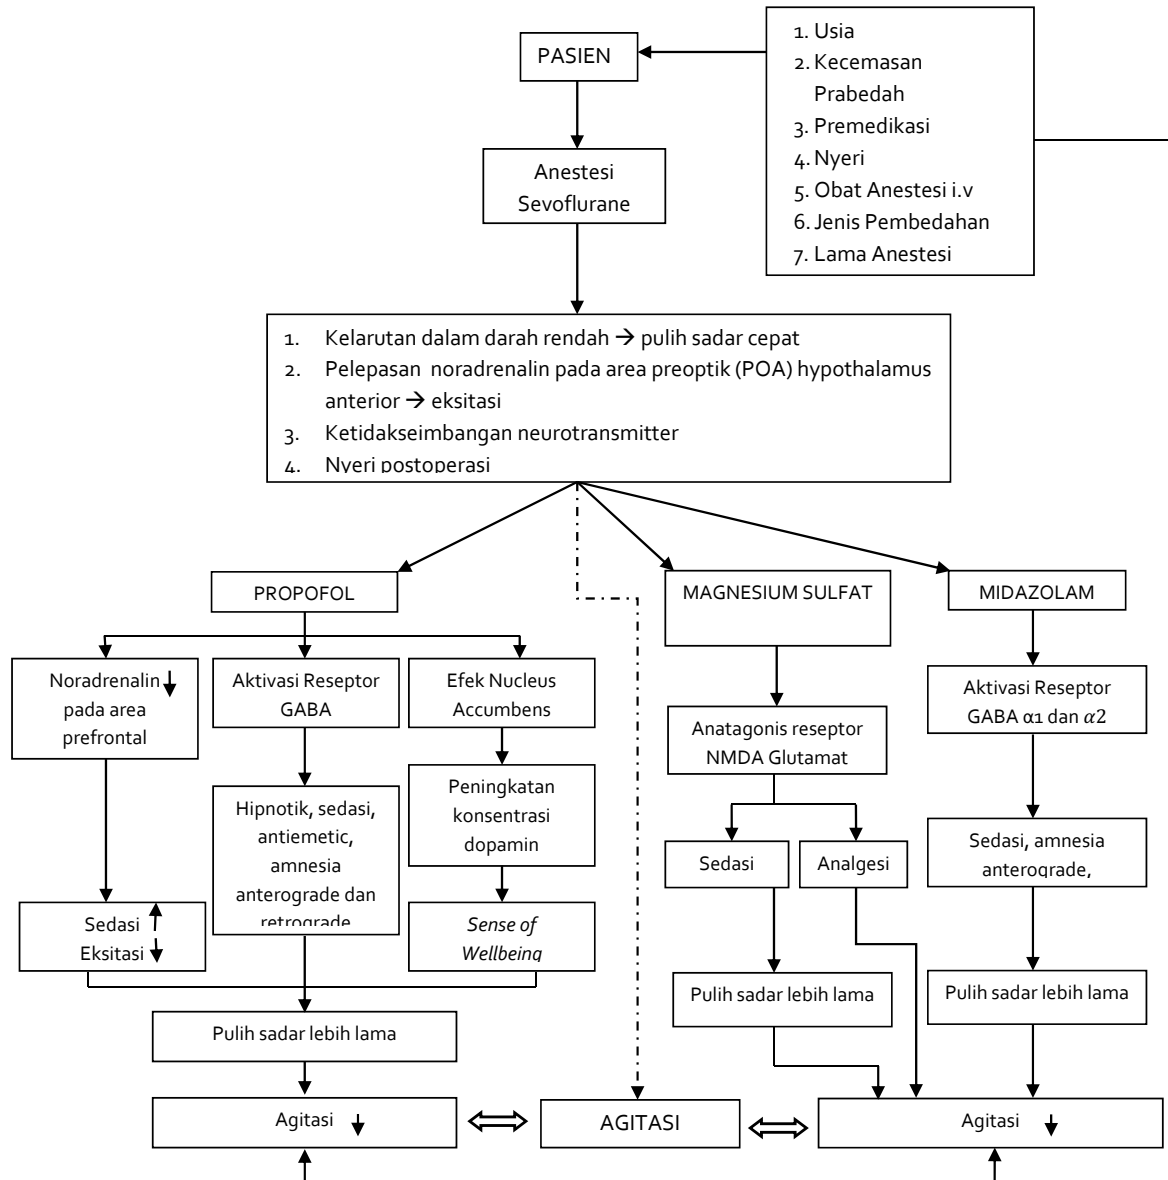 PASIEN
1. Usia
2. Kecemasan
Prabedah
3. Premedikasi
4. Nyeri
5. Obat Anestesi i.v
6. Jenis Pembedahan
7. Lama Anestesi
Anestesi
Sevoflurane
1. Kelarutan dalam darah rendah → pulih sadar cepat
2. Pelepasan noradrenalin pada area preoptik (POA) hypothalamus
anterior → eksitasi
3. Ketidakseimbangan neurotransmitter
4. Nyeri postoperasi
PROPOFOL
MAGNESIUM SULFAT
MIDAZOLAM
Noradrenalin ↓
pada area
prefrontal
Aktivasi Reseptor
GABA
Efek Nucleus
Accumbens
Anatagonis reseptor
NMDA Glutamat
Aktivasi Reseptor
GABA α1 dan α2
Hipnotik, sedasi,
antiemetic,
amnesia
anterograde dan
retrograde
Peningkatan
konsentrasi
dopamin
Sedasi
Analgesi
Sedasi, amnesia
anterograde,
Sedasi ↑
Eksitasi ↓
Sense of
Wellbeing
Pulih sadar lebih lama
Pulih sadar lebih lama
Pulih sadar lebih lama
Agitasi ↓
AGITASI
Agitasi ↓